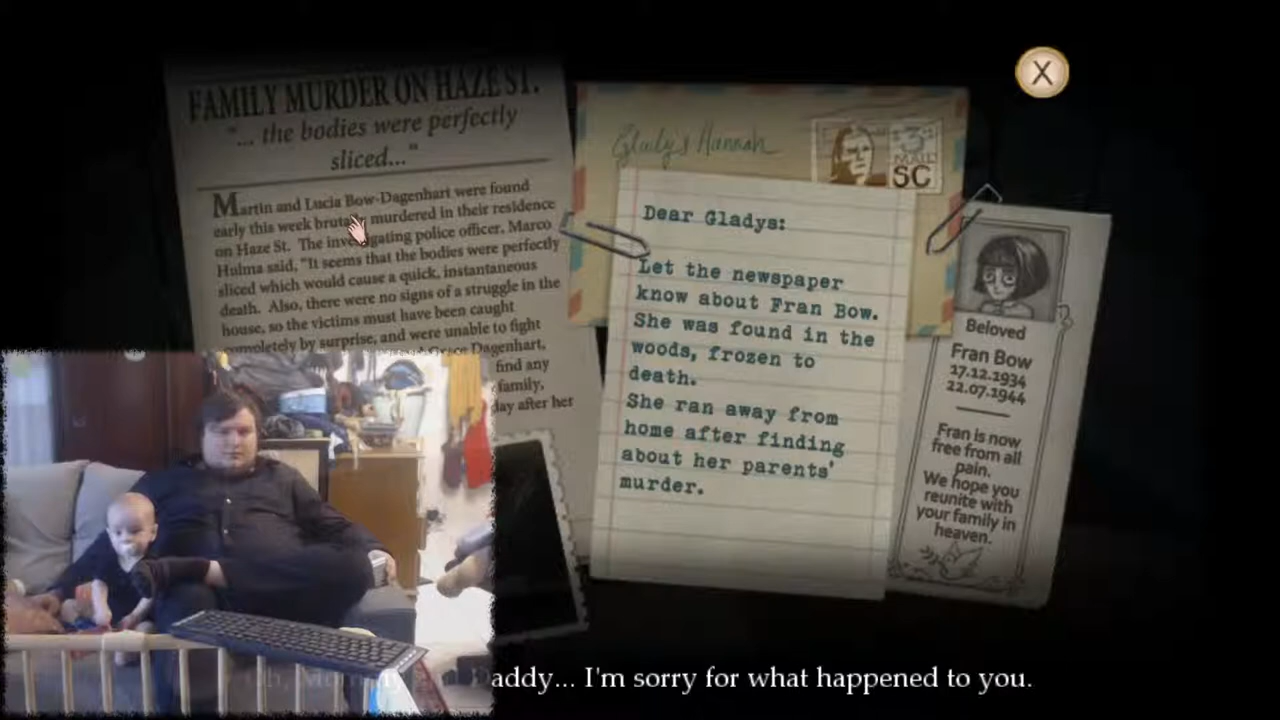 FAMILY MURDER ON HAZE ST.
"... the bodies were perfectly
sliced..."
Martin and Lucia Bow-Dagenhart were found
early this week murdered in their residence
on Haze St. The investigating police officer, Marco
Hulma said, "It seems that the bodies were perfectly
sliced which would cause a quick, instantaneous
death. Also, there were no signs of a struggle in the
house, so the victims must have been caught
completely by surprise, and were unable to fight
Dagenhart,
find any
family,
day after her
Gladys Hannah
3
MAIL
SC
Dear Gladys:
Let the newspaper
know about Fran Bow.
She was found in the
woods, frozen to
death.
She ran away from
home after finding
about her parents'
murder.
Beloved
Fran Bow
17.12.1934
22.07.1944
Fran is now
free from all
pain.
We hope you
reunite with
your family in
heaven.
X
addy... I'm sorry for what happened to you.